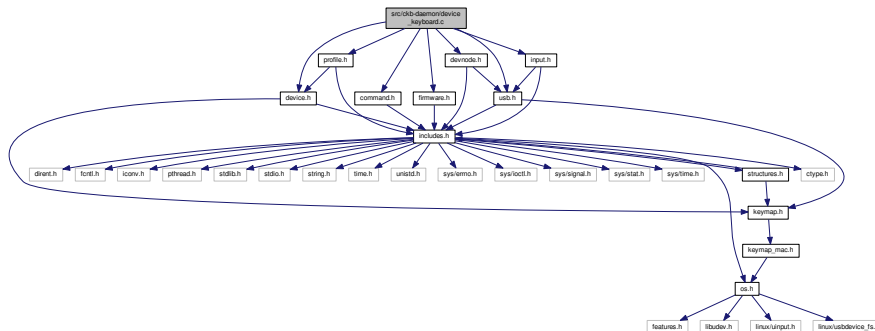 src/ckb-daemon/device
_keyboard.c
profile.h
devnode.h
input.h
device.h
command.h
firmware.h
usb.h
includes.h
dirent.h
fcntl.h
iconv.h
pthread.h
stdlib.h
stdio.h
string.h
time.h
unistd.h
sys/errno.h
sys/ioctl.h
sys/signal.h
sys/stat.h
sys/time.h
structures.h
ctype.h
keymap.h
keymap_mac.h
os.h
features.h
libudev.h
linux/uinput.h
linux/usbdevice_fs.